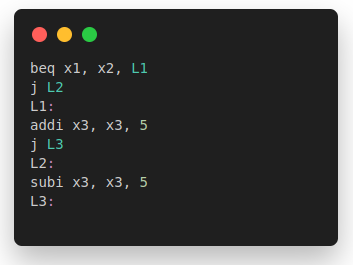 beq x1, x2, L1
j L2
L1:
addi x3, x3, 5
j L3
L2:
subi x3, x3, 5
L3: